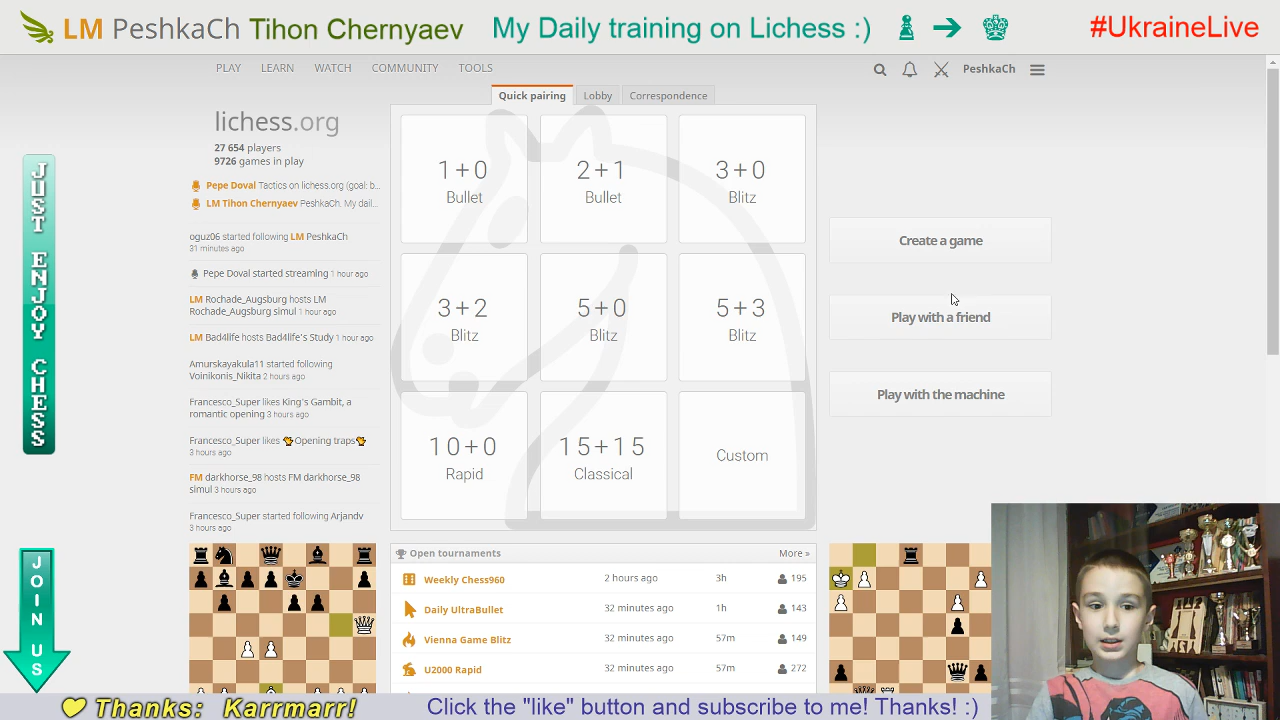 LM PeshkaCh Tihon Chernyaev
My Daily training on Lichess :)
#UkraineLive
PLAY LEARN WATCH COMMUNITY TOOLS
PeshkaCh
Quick pairing Lobby Correspondence
lichess.org
27 654 players
9726 games in play
Pepe Doval Tactics on lichess.org (goal: b...
LM Tihon Chernyaev PeshkaCh. My dail...
oguz06 started following LM PeshkaCh
31 minutes ago
Pepe Doval started streaming 1 hour ago
LM Rochade_Augsburg hosts LM
Rochade_Augsburg simul 1 hour ago
LM Bad4life hosts Bad4life's Study 1 hour ago
Amurskayakula11 started following
Voinikonis_Nikita 2 hours ago
Francesco_Super likes King's Gambit, a
romantic opening 3 hours ago
Francesco_Super likes Opening traps
3 hours ago
FM darkhorse_98 hosts FM darkhorse_98
simul 3 hours ago
Francesco_Super started following Arjandv
3 hours ago
1+0
Bullet
2+1
Bullet
3+0
Blitz
3+2
Blitz
5+0
Blitz
5+3
Blitz
10+0
Rapid
15+15
Classical
Custom
Create a game
Play with a friend
Play with the machine
Open tournaments More »
Weekly Chess960 2 hours ago 3h 195
Daily UltraBullet 32 minutes ago 1h 143
Vienna Game Blitz 32 minutes ago 57m 149
U2000 Rapid 32 minutes ago 57m 272
JUST ENJOY CHESS
JOIN US
Thanks: Karrmarr!
Click the "like" button and subscribe to me! Thanks! :)